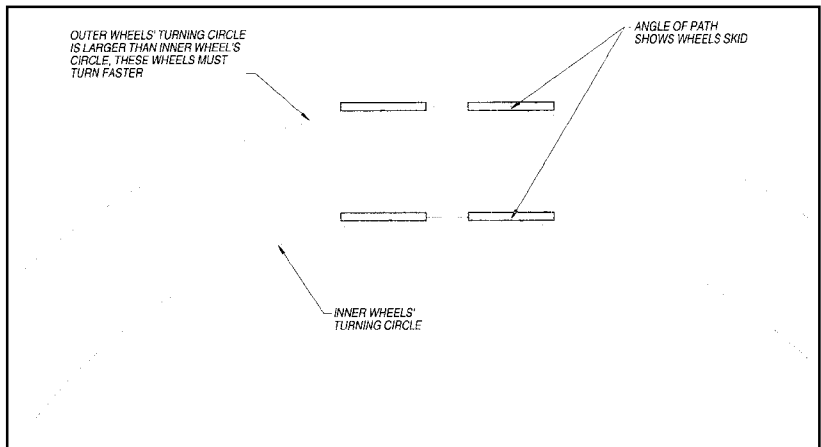 OUTER WHEELS' TURNING CIRCLE
IS LARGER THAN INNER WHEEL'S
CIRCLE, THESE WHEELS MUST
TURN FASTER
ANGLE OF PATH
SHOWS WHEELS SKID
INNER WHEELS'
TURNING CIRCLE